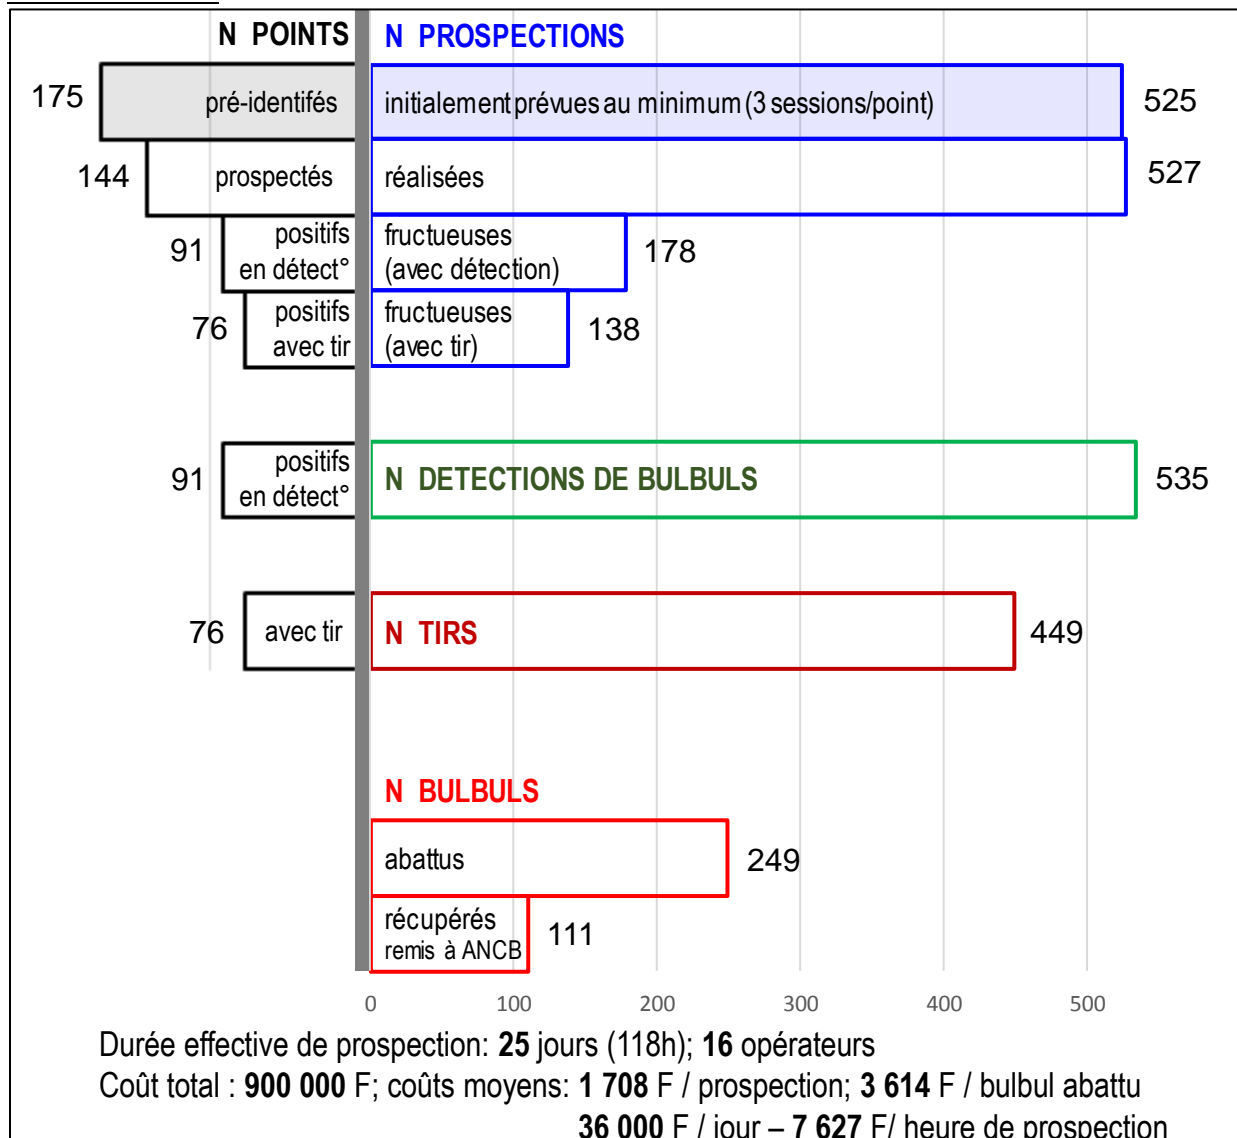 N POINTS N PROSPECTIONS
175 pré-identifés initialement prévues au minimum (3 sessions/point) 525
144 prospectés réalisées 527
91 positifs en détect° fructueuses (avec détection) 178
76 positifs avec tir fructueuses (avec tir) 138
91 positifs en détect° N DETECTIONS DE BULBULS 535
76 avec tir N TIRS 449
N BULBULS
abattus 249
récupérés remis à ANCB 111
0 100 200 300 400 500
Durée effective de prospection: 25 jours (118h); 16 opérateurs
Coût total : 900 000 F; coûts moyens: 1 708 F / prospection; 3 614 F / bulbul abattu
36 000 F / jour – 7 627 F/ heure de prospection